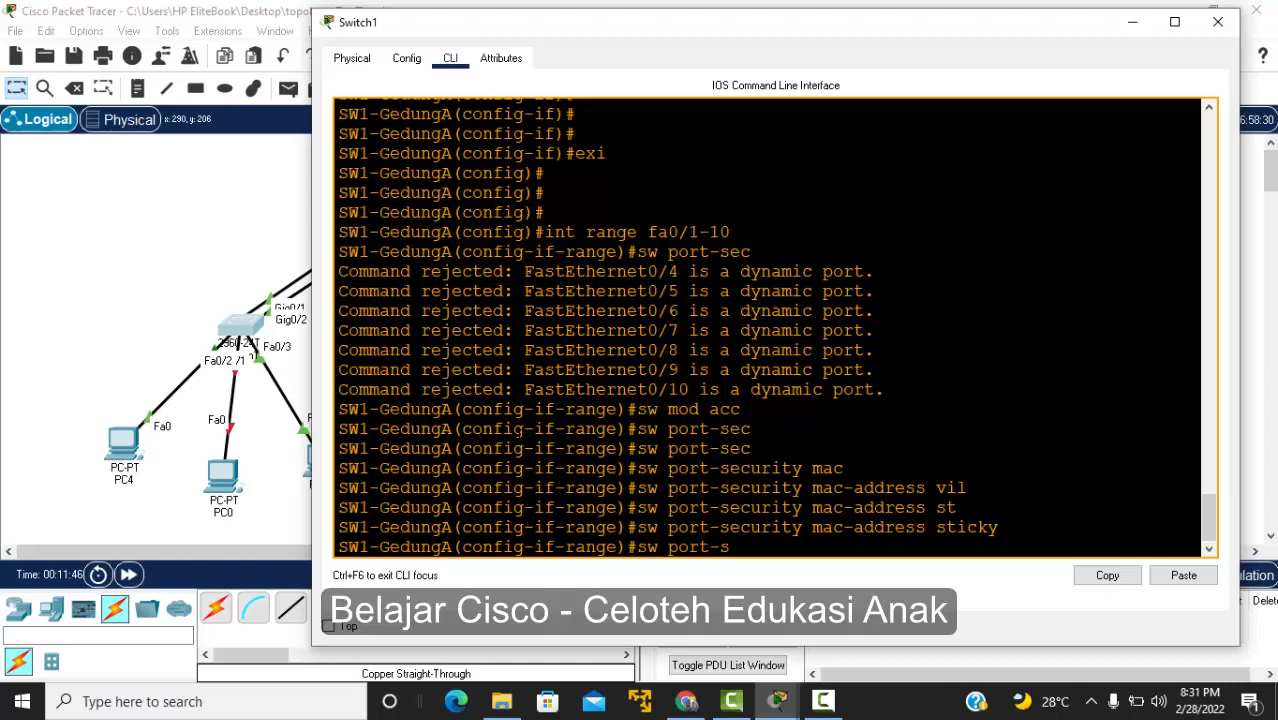 Cisco Packet Tracer - C:\Users\HP EliteBook\topo
Switch1
File Edit Options View Tools Extensions Window
Physical Config CLI Attributes
IOS Command Line Interface
Logical Physical x: 290, y: 206
6:58:30
SW1-GedungA(config-if)#
SW1-GedungA(config-if)#
SW1-GedungA(config-if)#exi
SW1-GedungA(config)#
SW1-GedungA(config)#
SW1-GedungA(config)#
SW1-GedungA(config)#int range fa0/1-10
SW1-GedungA(config-if-range)#sw port-sec
Command rejected: FastEthernet0/4 is a dynamic port.
Command rejected: FastEthernet0/5 is a dynamic port.
Command rejected: FastEthernet0/6 is a dynamic port.
Command rejected: FastEthernet0/7 is a dynamic port.
Command rejected: FastEthernet0/8 is a dynamic port.
Command rejected: FastEthernet0/9 is a dynamic port.
Command rejected: FastEthernet0/10 is a dynamic port.
SW1-GedungA(config-if-range)#sw mod acc
SW1-GedungA(config-if-range)#sw port-sec
SW1-GedungA(config-if-range)#sw port-sec
SW1-GedungA(config-if-range)#sw port-security mac
SW1-GedungA(config-if-range)#sw port-security mac-address vil
SW1-GedungA(config-if-range)#sw port-security mac-address st
SW1-GedungA(config-if-range)#sw port-security mac-address sticky
SW1-GedungA(config-if-range)#sw port-s
Gig0/1
Gig0/2
Fa0/3
Fa0/2
Fa0
Fa0
PC-PT
PC4
PC-PT
PC0
Ctrl+F6 to exit CLI focus
Copy Paste
Time: 00:11:46
Belajar Cisco - Celoteh Edukasi Anak
Top
Delete
Copper Straight-Through
Toggle PDU List Window
Type here to search
28°C
8:31 PM
2/28/2022